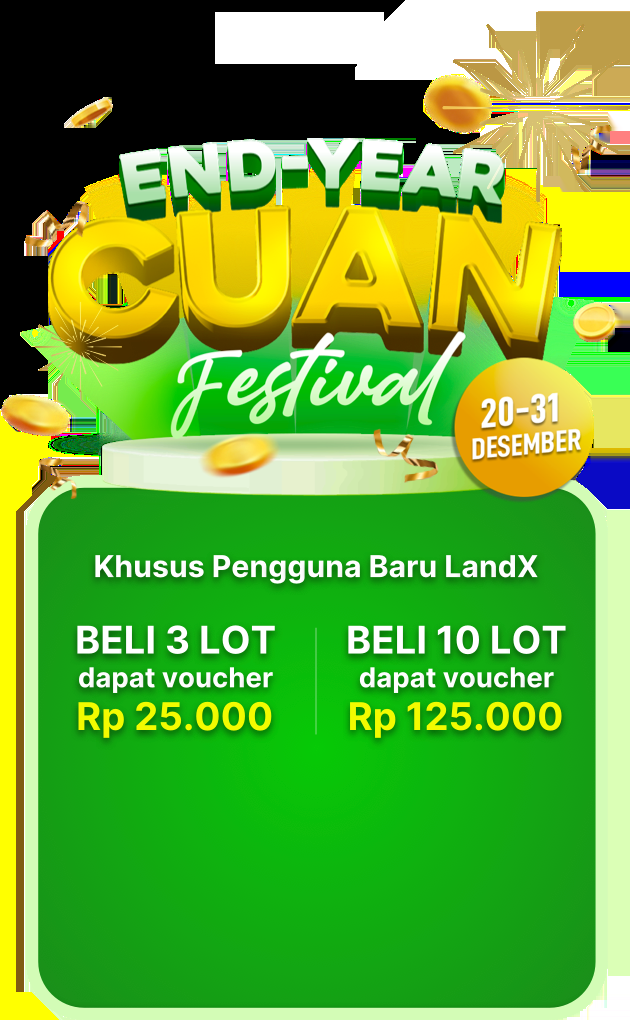 END-YEAR
CUAN
Festival
20-31
DESEMBER
Khusus Pengguna Baru LandX
BELI 3 LOT
dapat voucher
Rp 25.000
BELI 10 LOT
dapat voucher
Rp 125.000